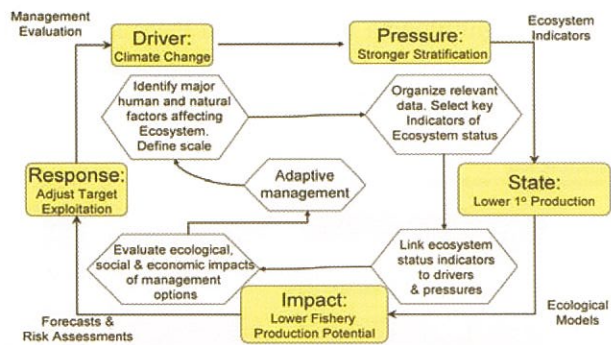 Management
Evaluation
Driver:
Climate Change
Pressure:
Stronger Stratification
Ecosystem
Indicators
Identify major
human and natural
factors affecting
Ecosystem.
Define scale
Organize relevant
data. Select key
Indicators of
Ecosystem status
Response:
Adjust Target
Exploitation
Adaptive
management
State:
Lower 1º Production
Evaluate ecological,
social & economic impacts
of management
options
Link ecosystem
status indicators
to drivers
& pressures
Impact:
Lower Fishery
Production Potential
Forecasts &
Risk Assessments
Ecological
Models